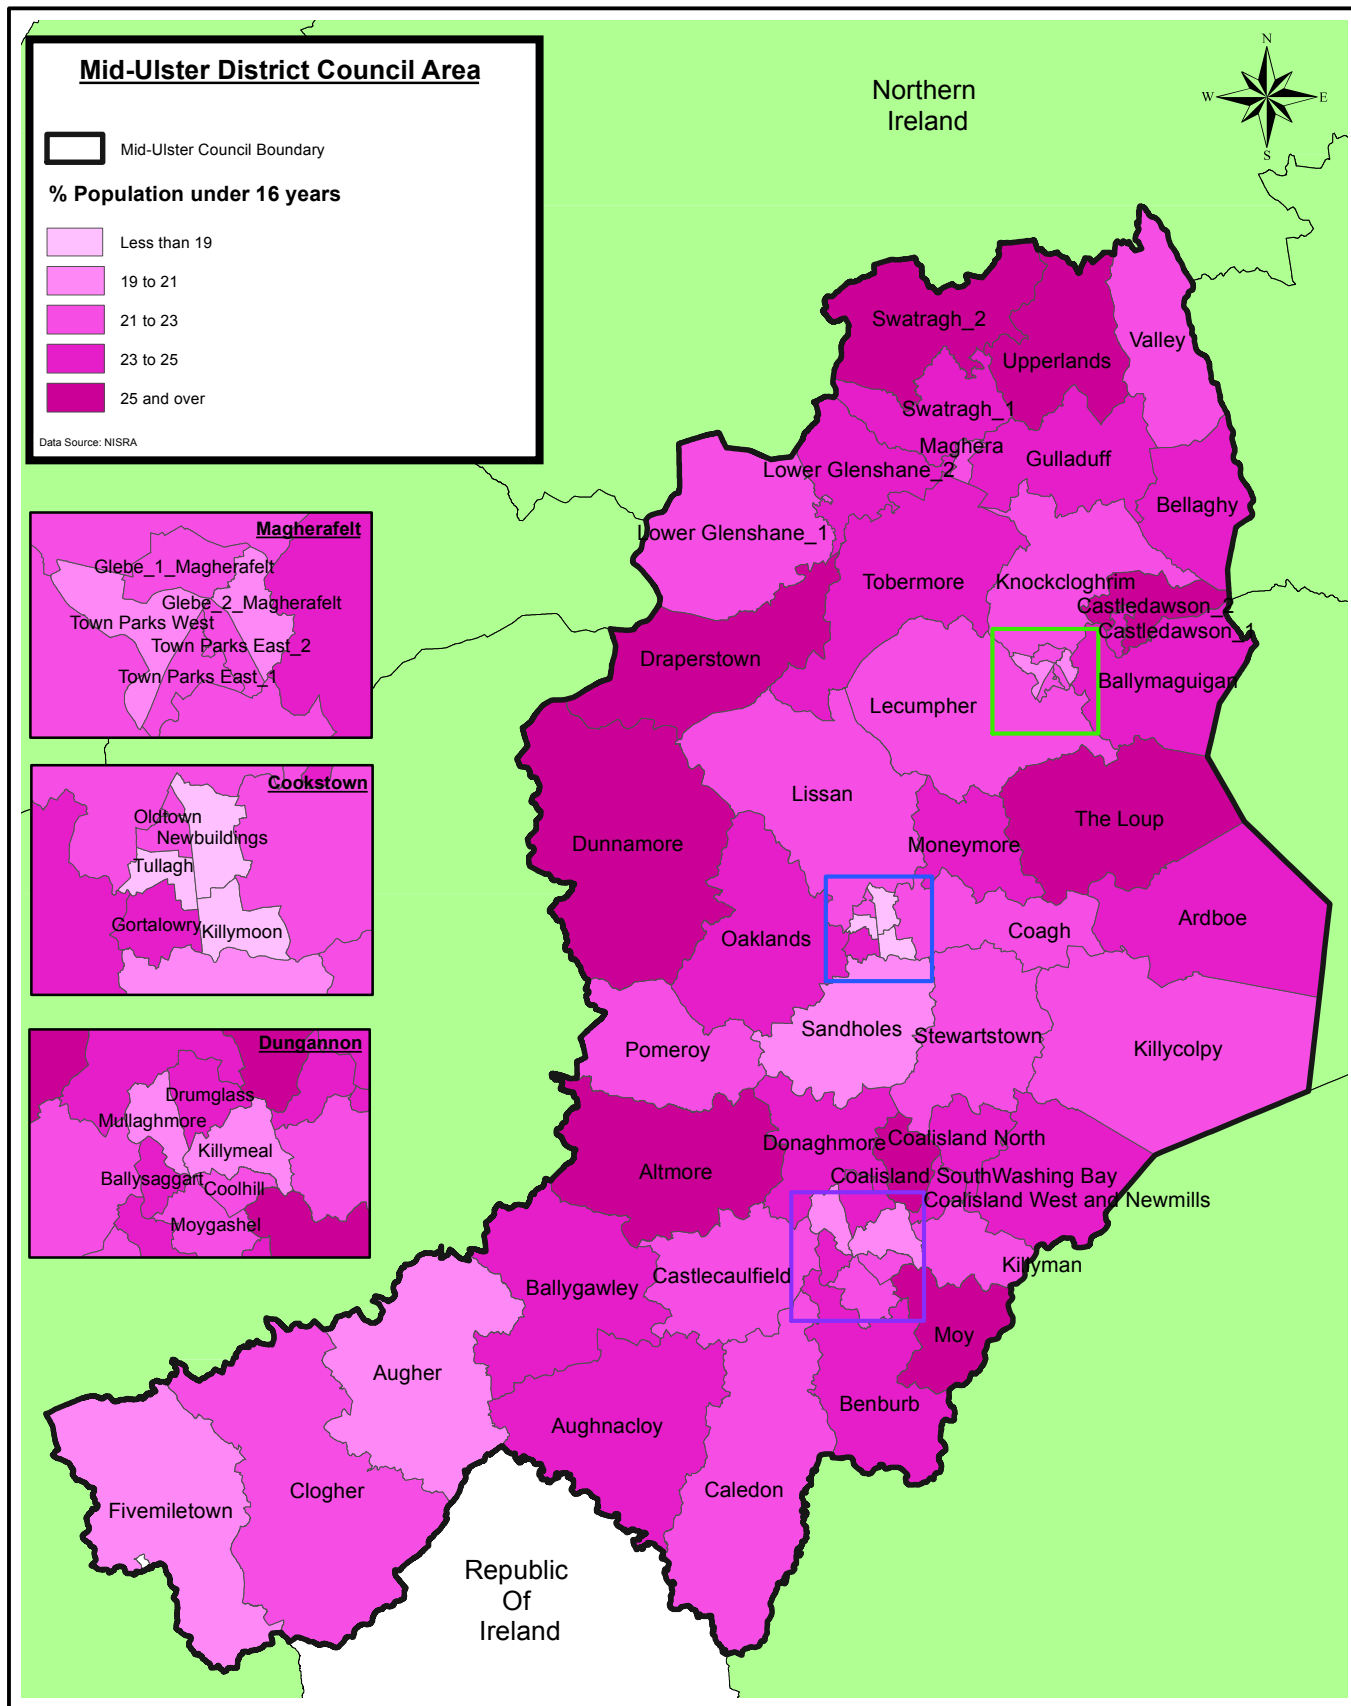 Mid-Ulster District Council Area
Mid-Ulster Council Boundary
% Population under 16 years
Less than 19
19 to 21
21 to 23
23 to 25
25 and over
Data Source: NISRA
Northern
Ireland
N
W
E
S
Swatragh_2
Upperlands
Valley
Swatragh_1
Maghera
Gulladuff
Lower Glenshane_2
Bellaghy
Lower Glenshane_1
Tobermore
Knockcloghrim
Castledawson_2
Castledawson_1
Draperstown
Ballymaguigan
Lecumpher
Lissan
The Loup
Dunnamore
Moneymore
Ardboe
Oaklands
Coagh
Sandholes
Stewartstown
Pomeroy
Killycolpy
Donaghmore
Coalisland North
Altmore
Coalisland South
Washing Bay
Coalisland West and Newmills
Killyman
Castlecaulfield
Ballygawley
Moy
Augher
Benburb
Aughnacloy
Clogher
Caledon
Fivemiletown
Republic
Of
Ireland
Magherafelt
Glebe_1_Magherafelt
Glebe_2_Magherafelt
Town Parks West
Town Parks East_2
Town Parks East_1
Cookstown
Oldtown
Newbuildings
Tullagh
Gortalowry
Killymoon
Dungannon
Drumglass
Mullaghmore
Killymeal
Ballysaggart
Coolhill
Moygashel